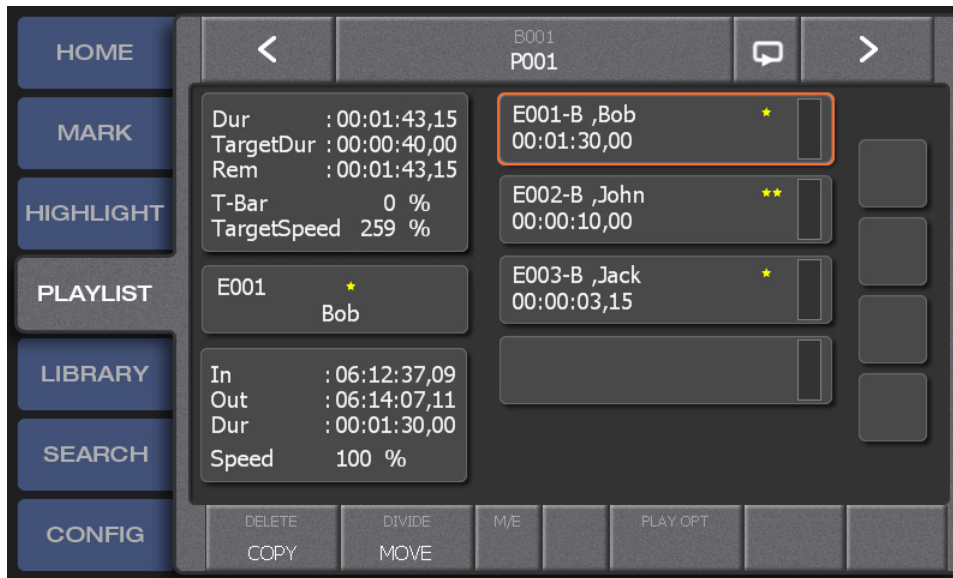 HOME
MARK
HIGHLIGHT
PLAYLIST
LIBRARY
SEARCH
CONFIG
B001
P001
Dur : 00:01:43,15
TargetDur : 00:00:40,00
Rem : 00:01:43,15
T-Bar 0 %
TargetSpeed 259 %
E001
Bob
In : 06:12:37,09
Out : 06:14:07,11
Dur : 00:01:30,00
Speed 100 %
E001-B ,Bob
00:01:30,00
E002-B ,John
00:00:10,00
E003-B ,Jack
00:00:03,15
DELETE
COPY
DIVIDE
MOVE
M/E
PLAY OPT